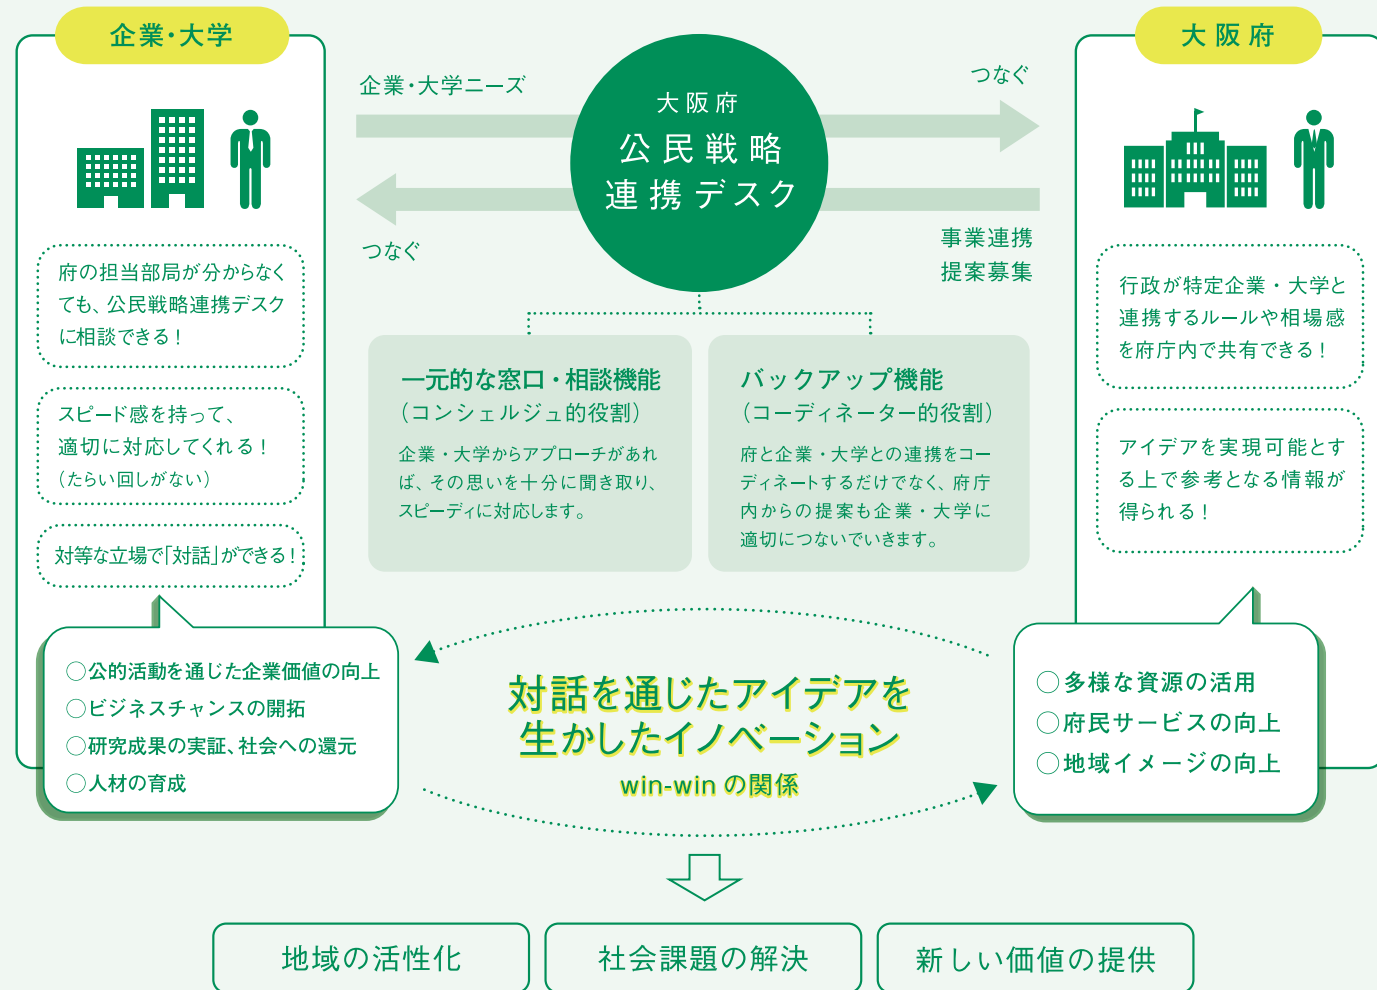 企業・大学
大阪府
企業・大学ニーズ
つなぐ
大阪府
公民戦略
連携デスク
つなぐ
事業連携
提案募集
府の担当部局が分からなく
ても、公民戦略連携デスク
に相談できる！
スピード感を持って、
適切に対応してくれる！
（たらい回しがない）
対等な立場で「対話」ができる！
一元的な窓口・相談機能
（コンシェルジュ的役割）
企業・大学からアプローチがあれ
ば、その思いを十分に聞き取り、
スピーディに対応します。
バックアップ機能
（コーディネーター的役割）
府と企業・大学との連携をコー
ディネートするだけでなく、府庁
内からの提案も企業・大学に
適切につないでいきます。
行政が特定企業・大学と
連携するルールや相場感
を府庁内で共有できる！
アイデアを実現可能とす
る上で参考となる情報が
得られる！
○公的活動を通じた企業価値の向上
○ビジネスチャンスの開拓
○研究成果の実証、社会への還元
○人材の育成
対話を通じたアイデアを
生かしたイノベーション
win-winの関係
○多様な資源の活用
○府民サービスの向上
○地域イメージの向上
地域の活性化
社会課題の解決
新しい価値の提供